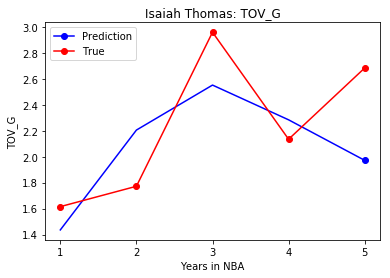 Isaiah Thomas: TOV_G
Prediction
True
TOV_G
3.0
2.8
2.6
2.4
2.2
2.0
1.8
1.6
1.4
1 2 3 4 5
Years in NBA